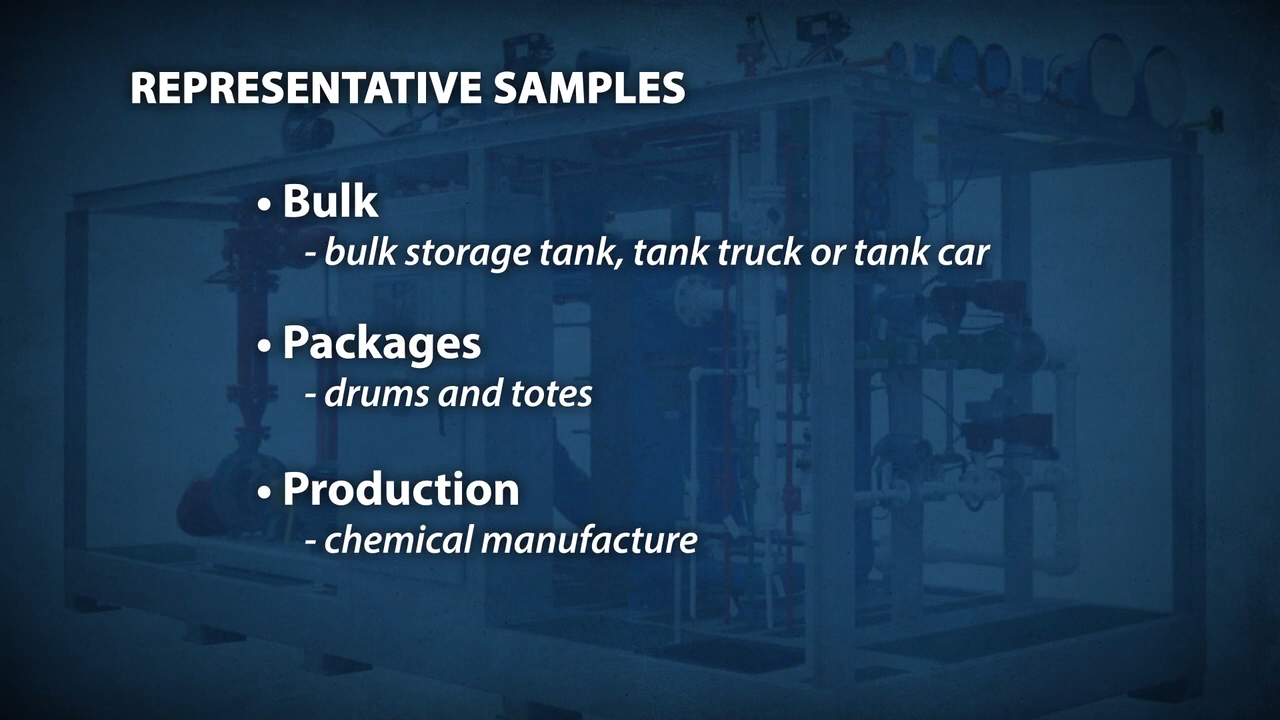 REPRESENTATIVE SAMPLES
• Bulk
- bulk storage tank, tank truck or tank car
• Packages
- drums and totes
• Production
- chemical manufacture